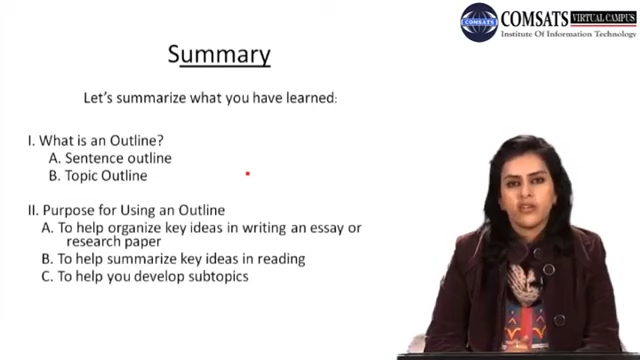 COMSATS VIRTUAL CAMPUS
Institute Of Information Technology
Summary
Let's summarize what you have learned:
I. What is an Outline?
A. Sentence outline
B. Topic Outline
II. Purpose for Using an Outline
A. To help organize key ideas in writing an essay or
research paper
B. To help summarize key ideas in reading
C. To help you develop subtopics